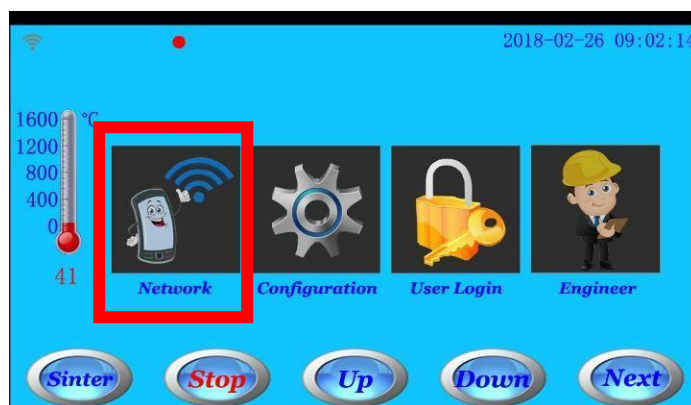 2018-02-26 09:02:14
1600 °C
1200
800
400
0
41
Network Configuration User Login Engineer
Sinter Stop Up Down Next